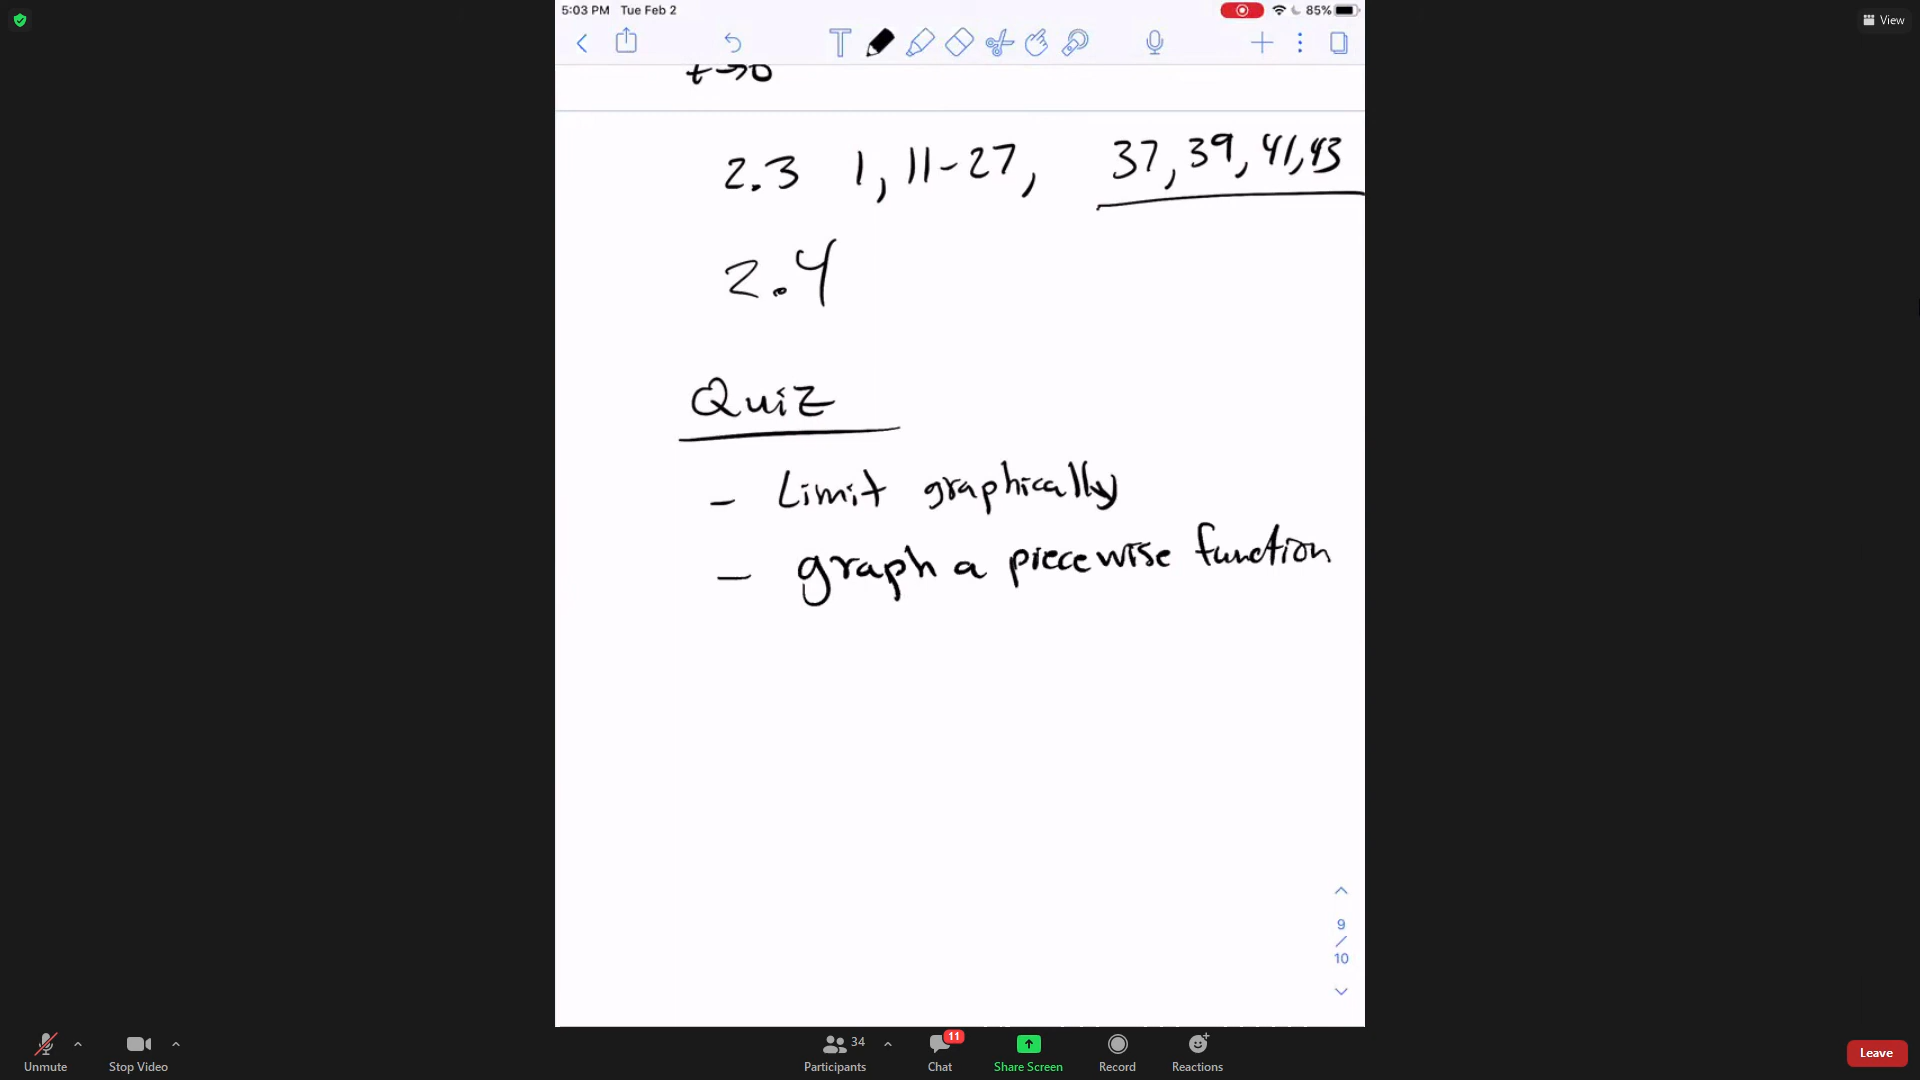 View
5:03 PM Tue Feb 2
85%
T
t→0
2.3 1, 11-27, 37, 39, 41, 43
2.4
Quiz
- Limit graphically
- graph a piecewise function
9
/
10
Unmute
Stop Video
34
Participants
11
Chat
Share Screen
Record
Reactions
Leave